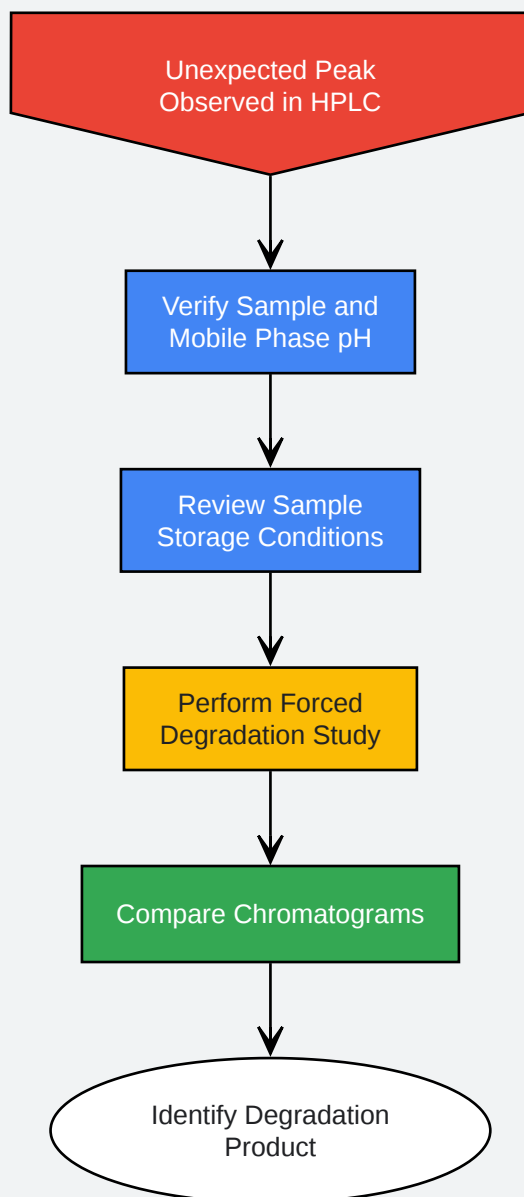 Unexpected Peak
Observed in HPLC
Verify Sample and
Mobile Phase pH
Review Sample
Storage Conditions
Perform Forced
Degradation Study
Compare Chromatograms
Identify Degradation
Product